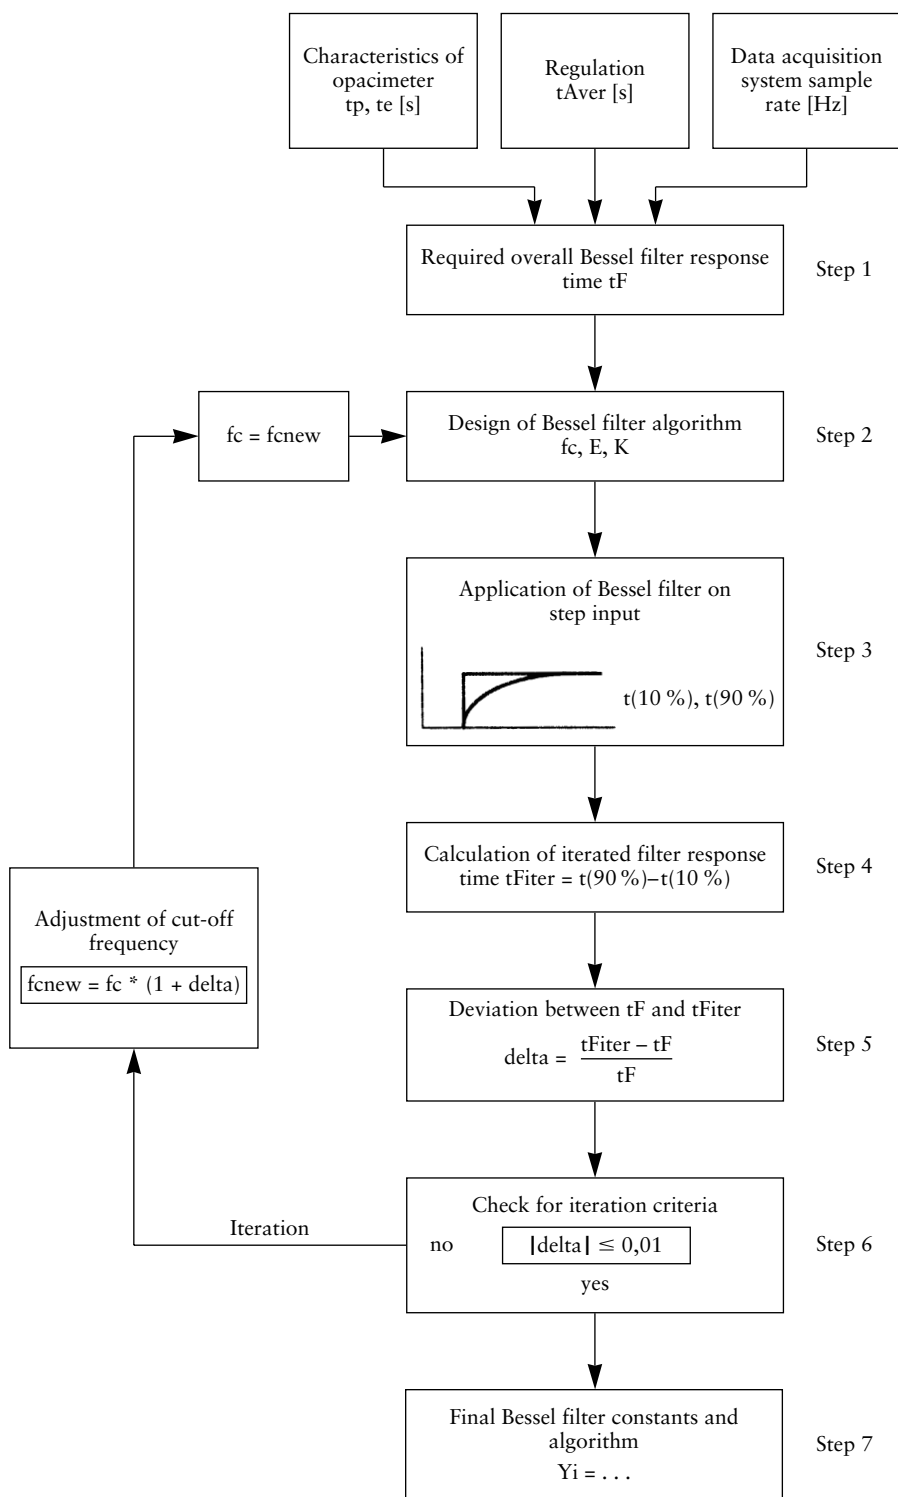 Characteristics of
opacimeter
tp, te [s]
Regulation
tAver [s]
Data acquisition
system sample
rate [Hz]
Required overall Bessel filter response
time tF
Step 1
fc = fcnew
Design of Bessel filter algorithm
fc, E, K
Step 2
Application of Bessel filter on
step input
t(10 %), t(90 %)
Step 3
Calculation of iterated filter response
time tFiter = t(90 %)–t(10 %)
Step 4
Adjustment of cut-off
frequency
fcnew = fc * (1 + delta)
Deviation between tF and tFiter
delta = tFiter – tF
tF
Step 5
Iteration
Check for iteration criteria
no
|delta| ≤ 0,01
yes
Step 6
Final Bessel filter constants and
algorithm
Yi = . . .
Step 7